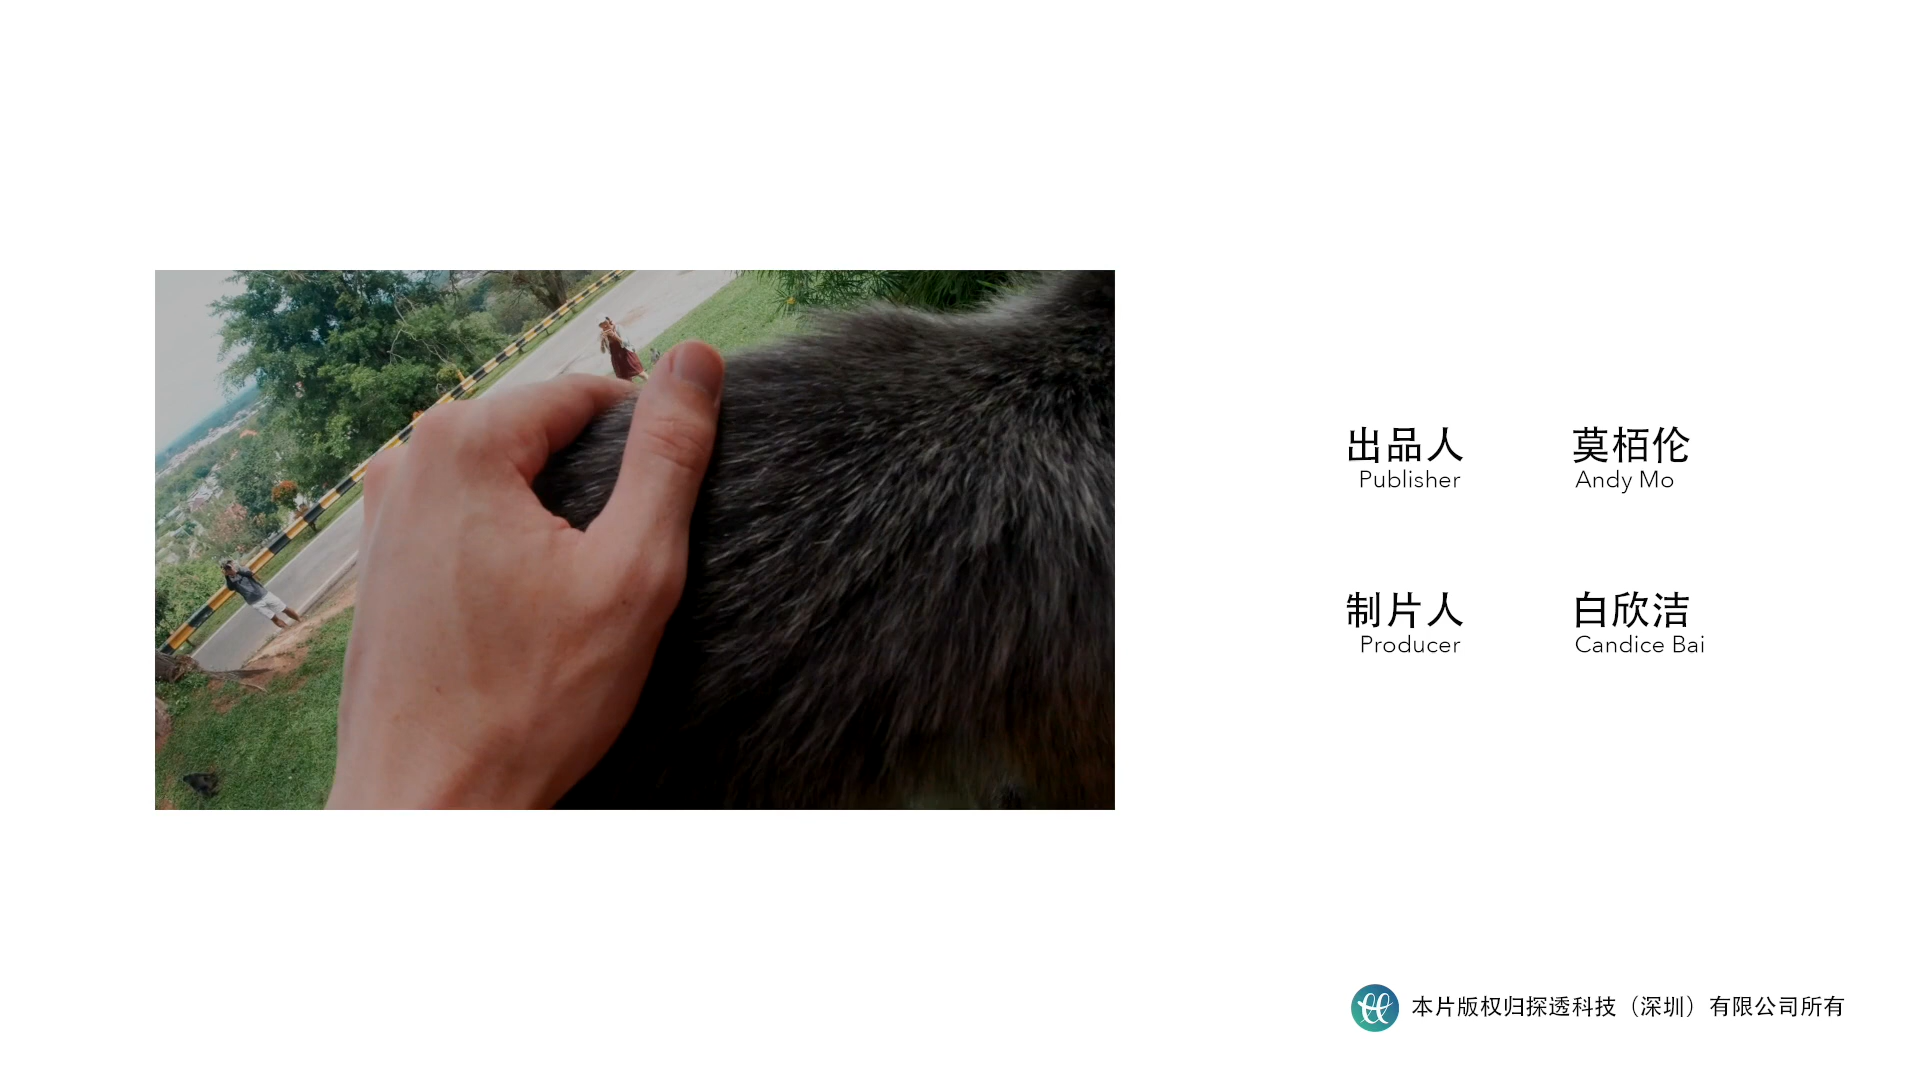 出品人 莫栢伦
Publisher Andy Mo
制片人 白欣洁
Producer Candice Bai
本片版权归探透科技（深圳）有限公司所有